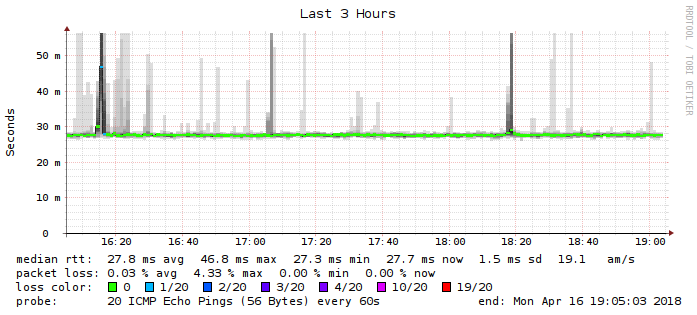 Last 3 Hours
RRDTOOL / TOBI OETIKER
Seconds
50 m
40 m
30 m
20 m
10 m
0
16:20 16:40 17:00 17:20 17:40 18:00 18:20 18:40 19:00
median rtt: 27.8 ms avg 46.8 ms max 27.3 ms min 27.7 ms now 1.5 ms sd 19.1 am/s
packet loss: 0.03 % avg 4.33 % max 0.00 % min 0.00 % now
loss color: 0 1/20 2/20 3/20 4/20 10/20 19/20
probe: 20 ICMP Echo Pings (56 Bytes) every 60s end: Mon Apr 16 19:05:03 2018